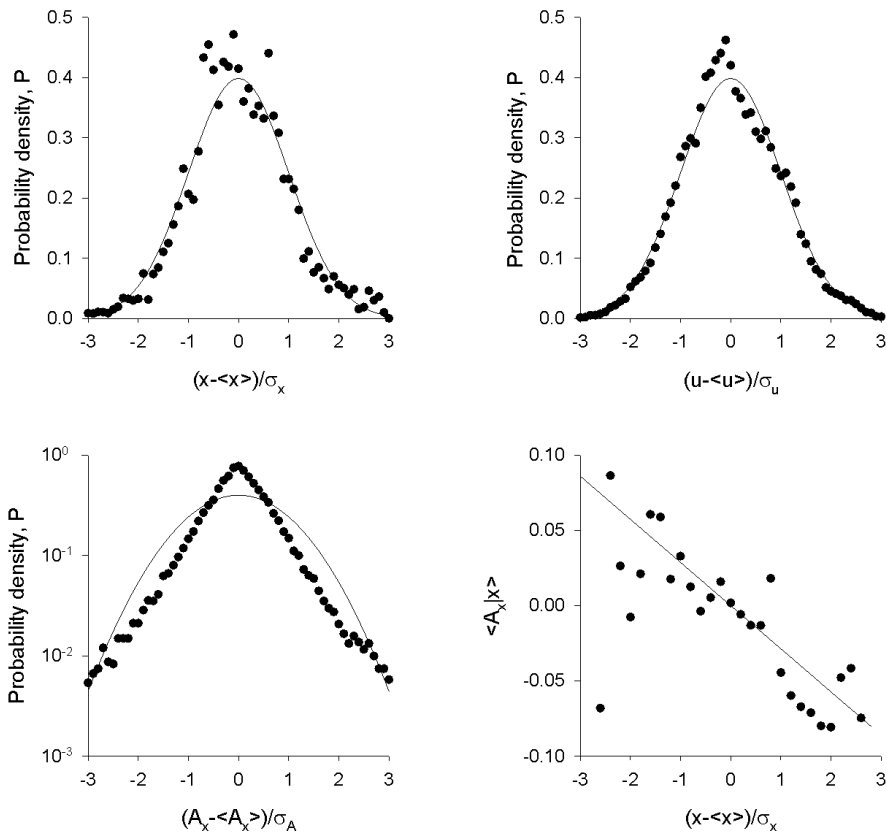 Probability density, P
0.5
0.4
0.3
0.2
0.1
0.0
-3 -2 -1 0 1 2 3
(x-<x>)/σx
Probability density, P
0.5
0.4
0.3
0.2
0.1
0.0
-3 -2 -1 0 1 2 3
(u-<u>)/σu
Probability density, P
10^0
10^-1
10^-2
10^-3
-3 -2 -1 0 1 2 3
(Ax-<Ax>)/σA
<Ax|x>
0.10
0.05
0.00
-0.05
-0.10
-3 -2 -1 0 1 2 3
(x-<x>)/σx